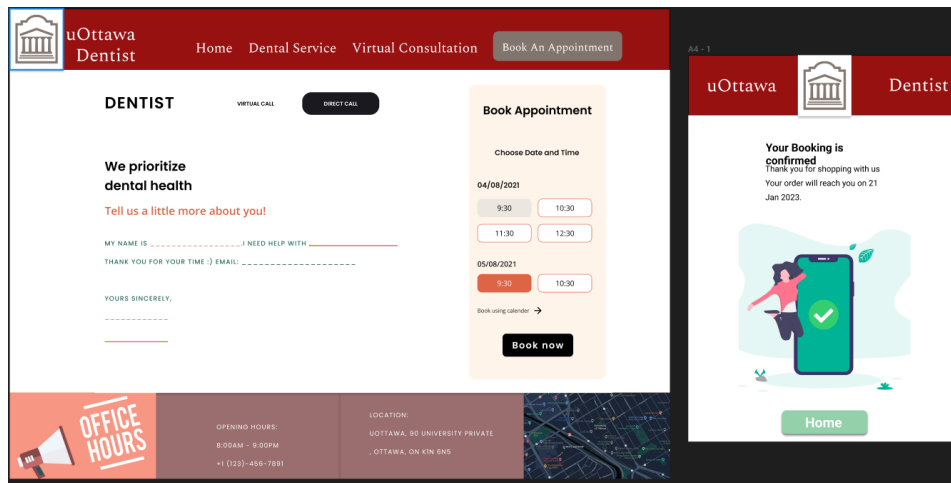 uOttawa
Dentist
Home Dental Service Virtual Consultation Book An Appointment
DENTIST
VIRTUAL CALL
DIRECT CALL
We prioritize
dental health
Tell us a little more about you!
MY NAME IS _________________.I NEED HELP WITH _________________
THANK YOU FOR YOUR TIME :) EMAIL: _____________________
YOURS SINCERELY,
____________
Book Appointment
Choose Date and Time
04/08/2021
9:30 10:30
11:30 12:30
05/08/2021
9:30 10:30
Book using calender →
Book now
OFFICE
HOURS
OPENING HOURS:
8:00AM - 9:00PM
+1 (123)-456-7891
LOCATION:
UOTTAWA, 90 UNIVERSITY PRIVATE
, OTTAWA, ON K1N 6N5
A4 - 1
uOttawa Dentist
Your Booking is
confirmed
Thank you for shopping with us
Your order will reach you on 21
Jan 2023.
Home